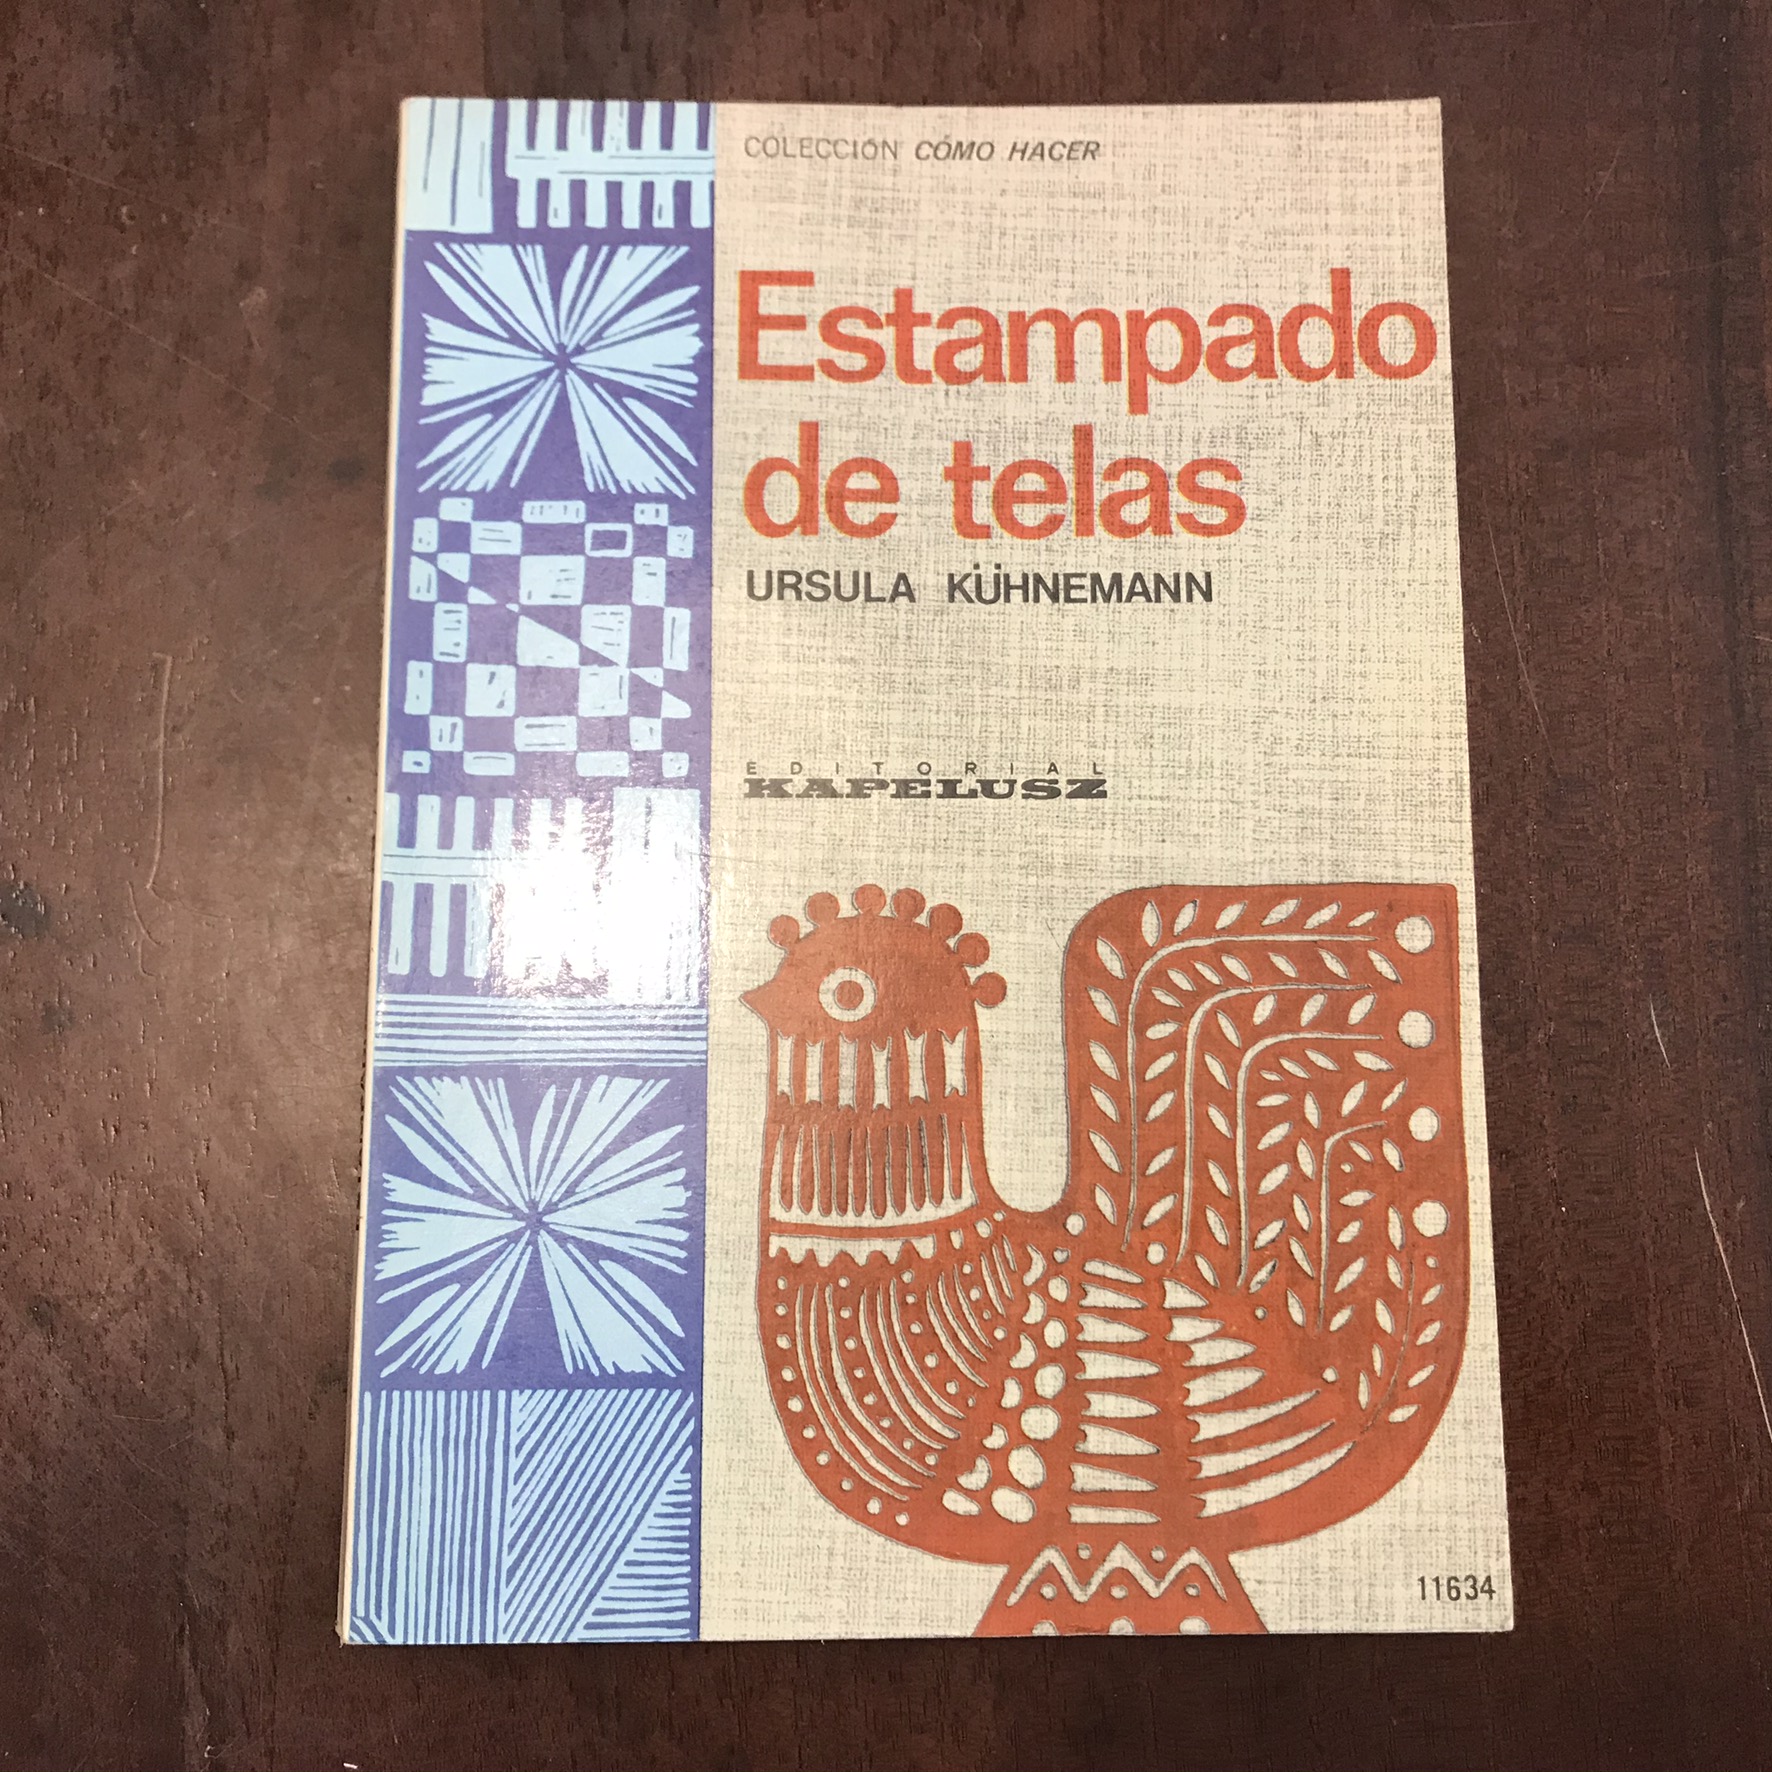 COLECCIÓN CÓMO HACER
Estampado
de telas
URSULA KÜHNEMANN
EDITORIAL
KAPELUSZ
11634